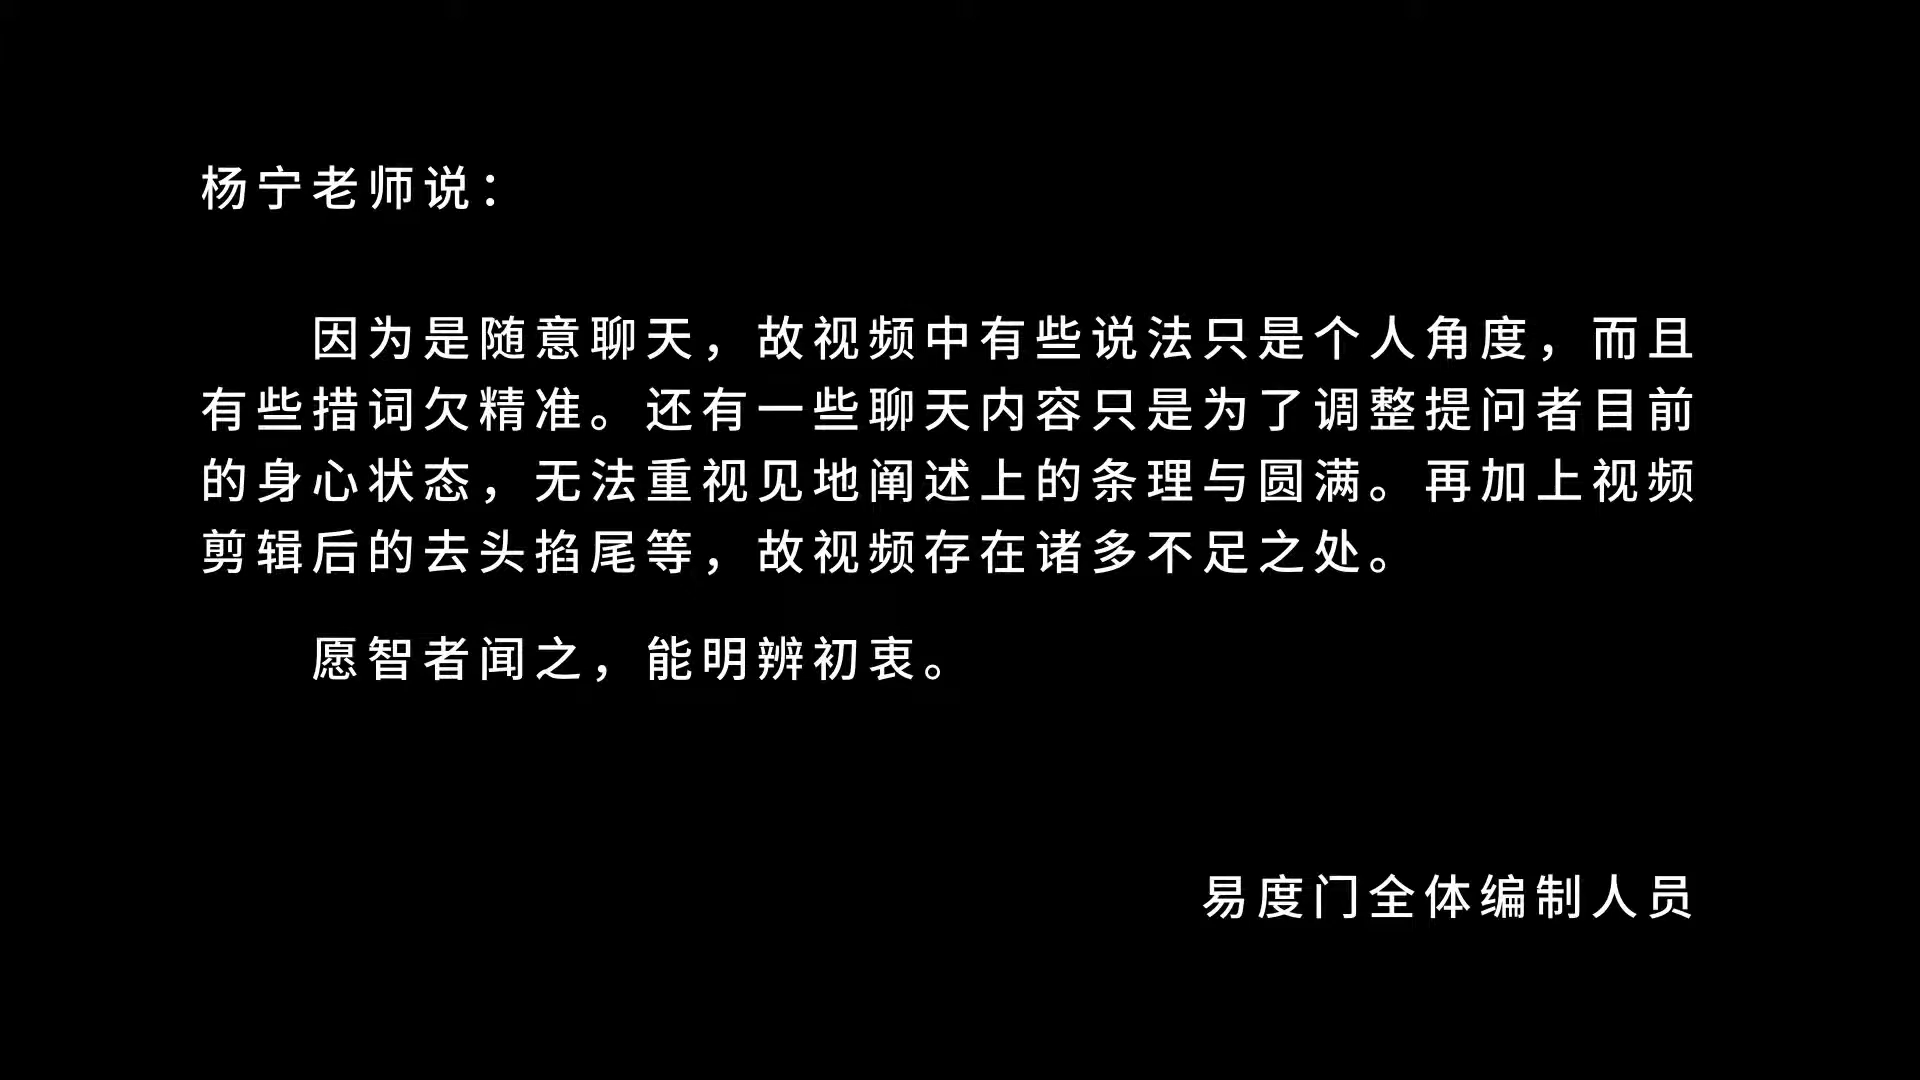 杨宁老师说：
因为是随意聊天，故视频中有些说法只是个人角度，而且
有些措词欠精准。还有一些聊天内容只是为了调整提问者目前
的身心状态，无法重视见地阐述上的条理与圆满。再加上视频
剪辑后的去头掐尾等，故视频存在诸多不足之处。
愿智者闻之，能明辨初衷。
易度门全体编制人员